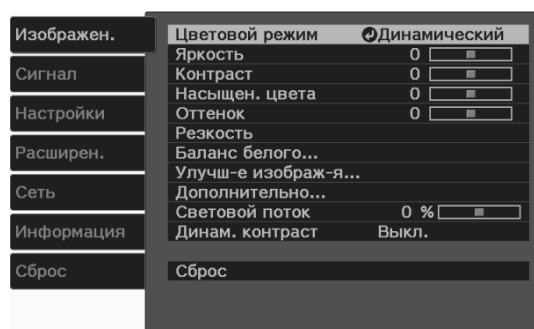 Изображен.
Сигнал
Настройки
Расширен.
Сеть
Информация
Сброс
Цветовой режим Динамический
Яркость 0
Контраст 0
Насыщен. цвета 0
Оттенок 0
Резкость
Баланс белого...
Улучш-е изображ-я...
Дополнительно...
Световой поток 0 %
Динам. контраст Выкл.
Сброс